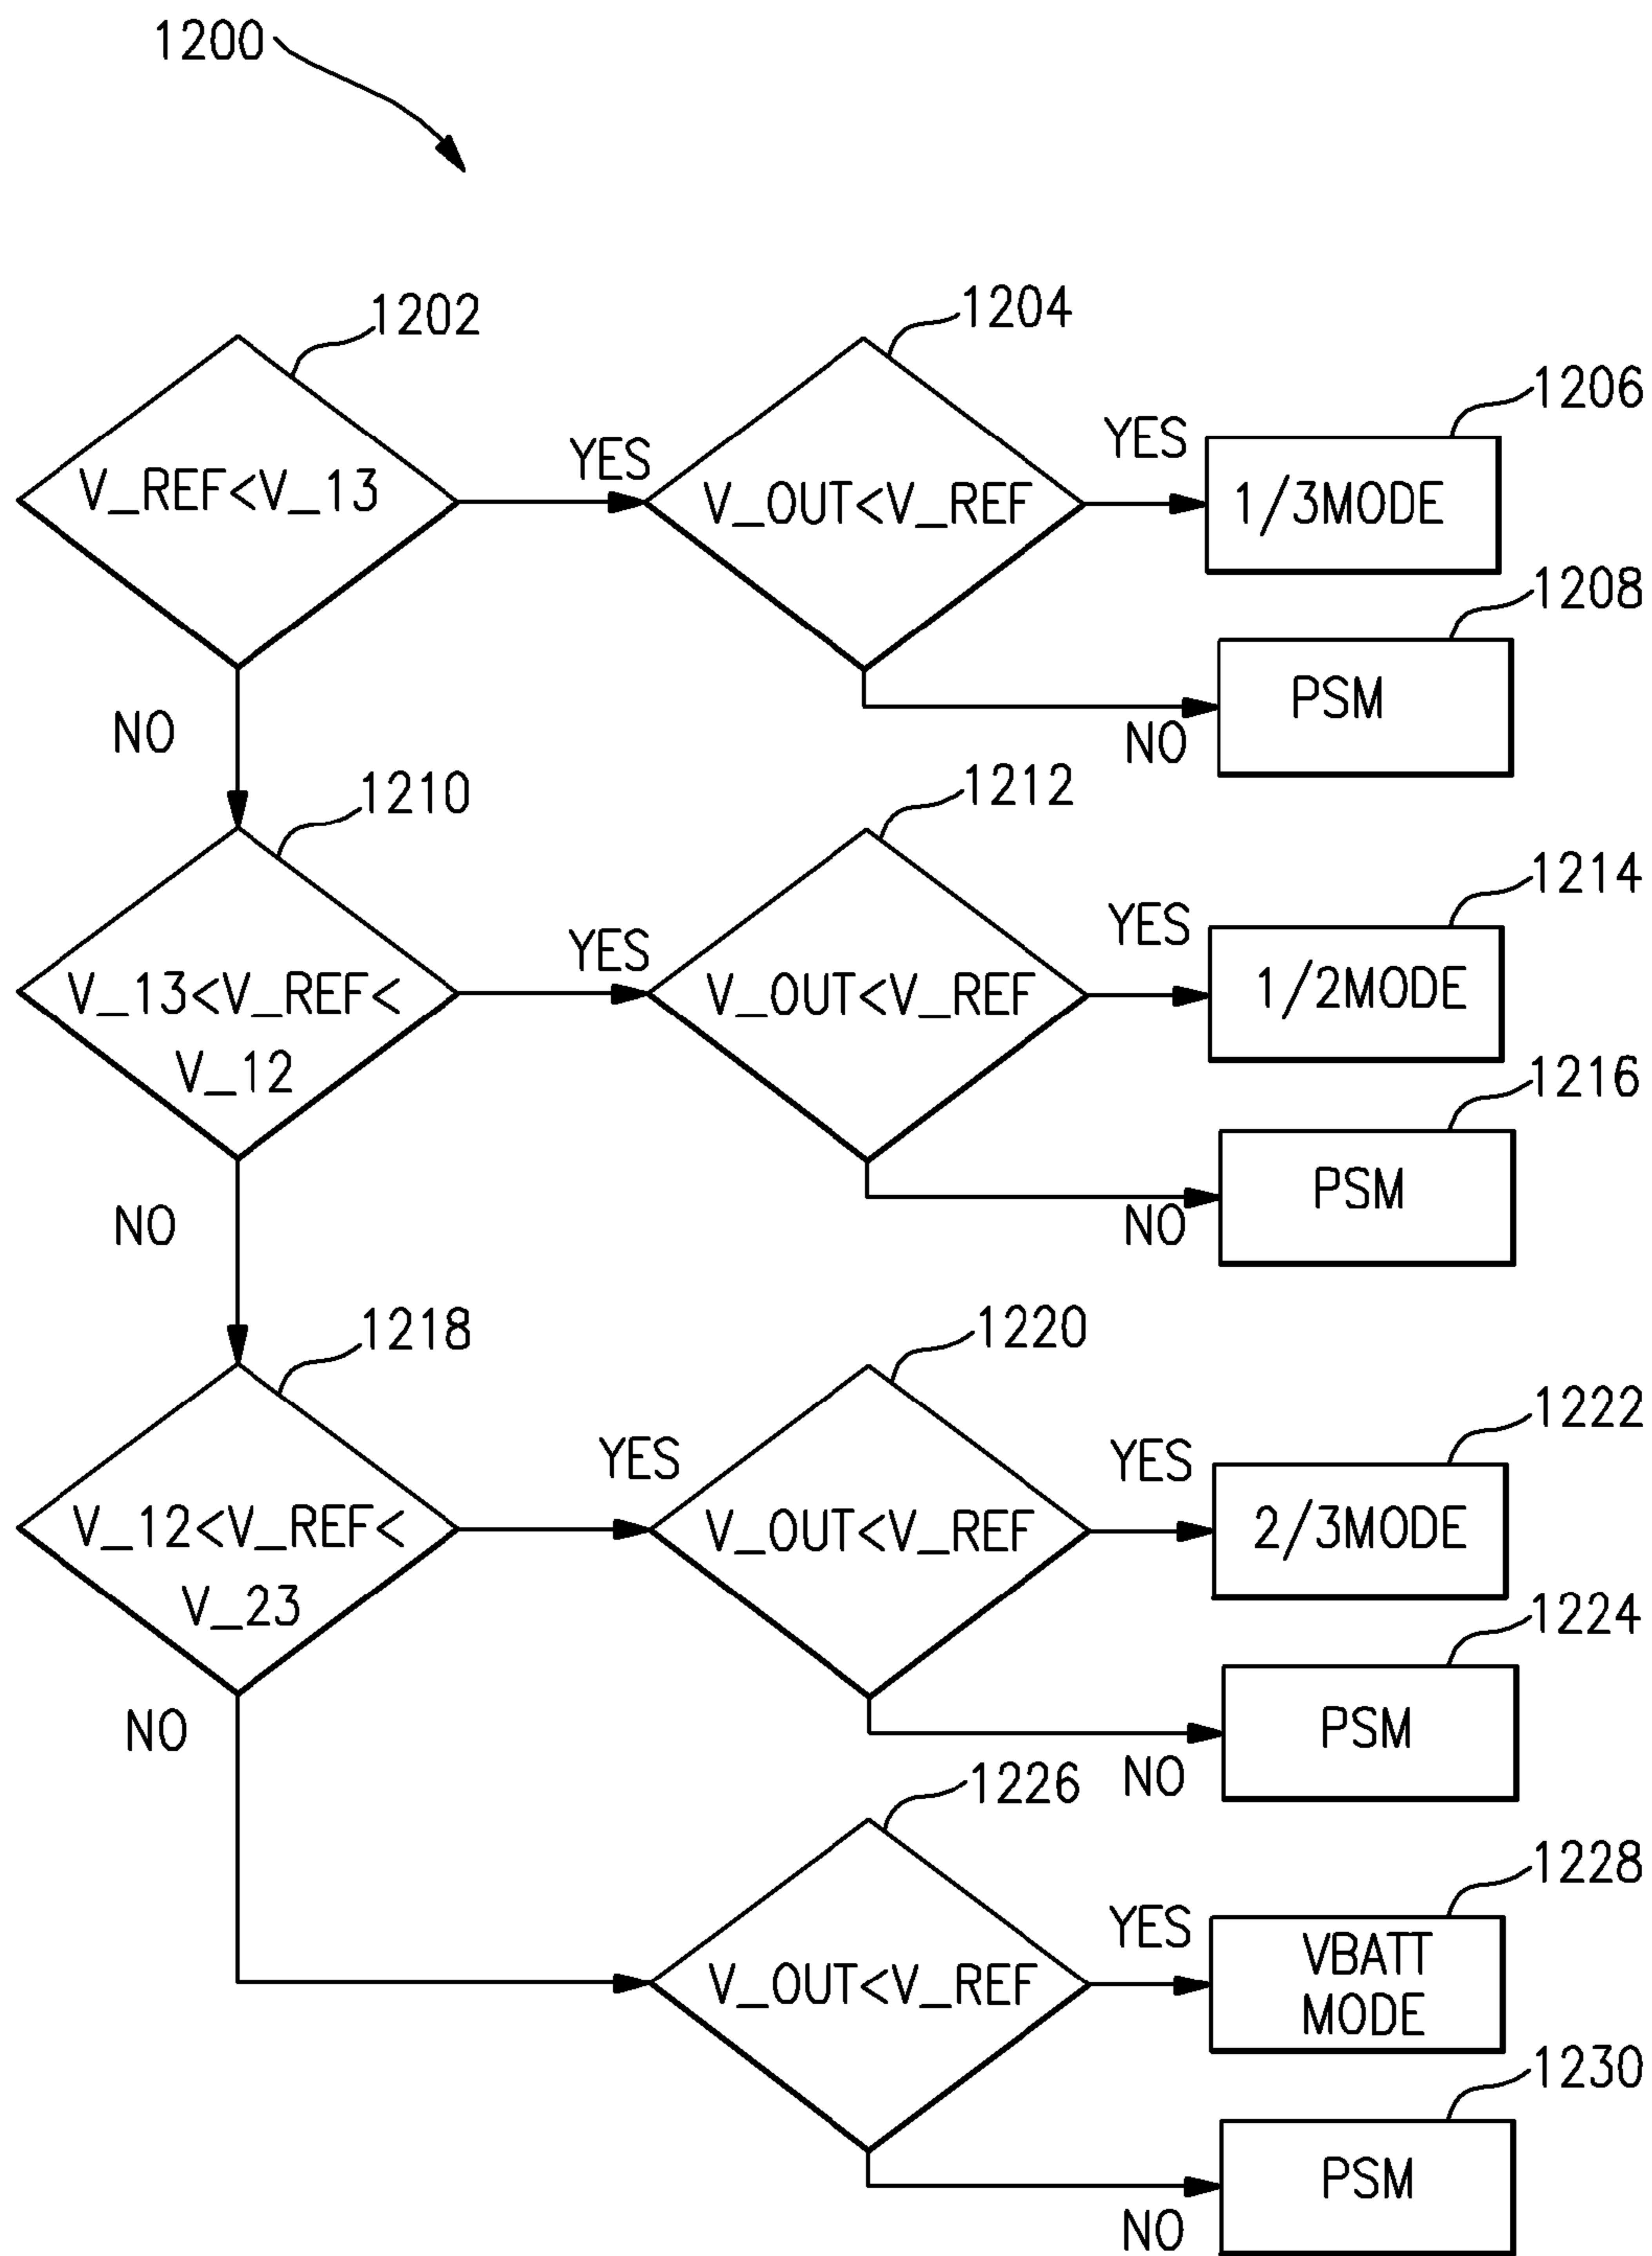 1200
1202
1204
1206
V_REF<V_13
YES
V_OUT<V_REF
YES
1/3MODE
1208
NO
PSM
NO
1210
1212
1214
V_13<V_REF<
V_12
YES
V_OUT<V_REF
YES
1/2MODE
1216
NO
PSM
NO
1218
1220
1222
V_12<V_REF<
V_23
YES
V_OUT<V_REF
YES
2/3MODE
1224
NO
PSM
NO
1226
1228
V_OUT<V_REF
YES
VBATT
MODE
1230
PSM
NO